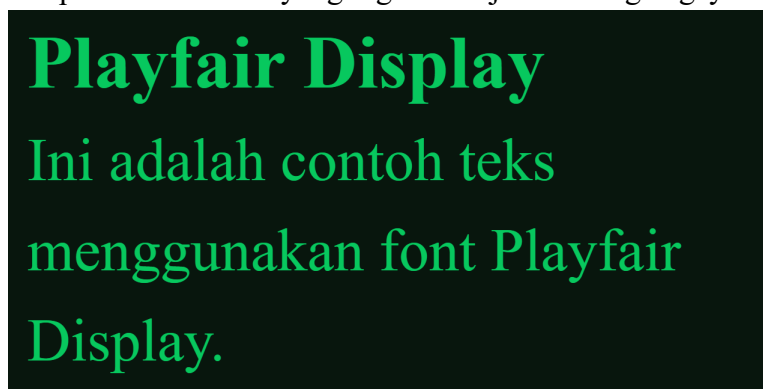 Playfair Display
Ini adalah contoh teks
menggunakan font Playfair
Display.